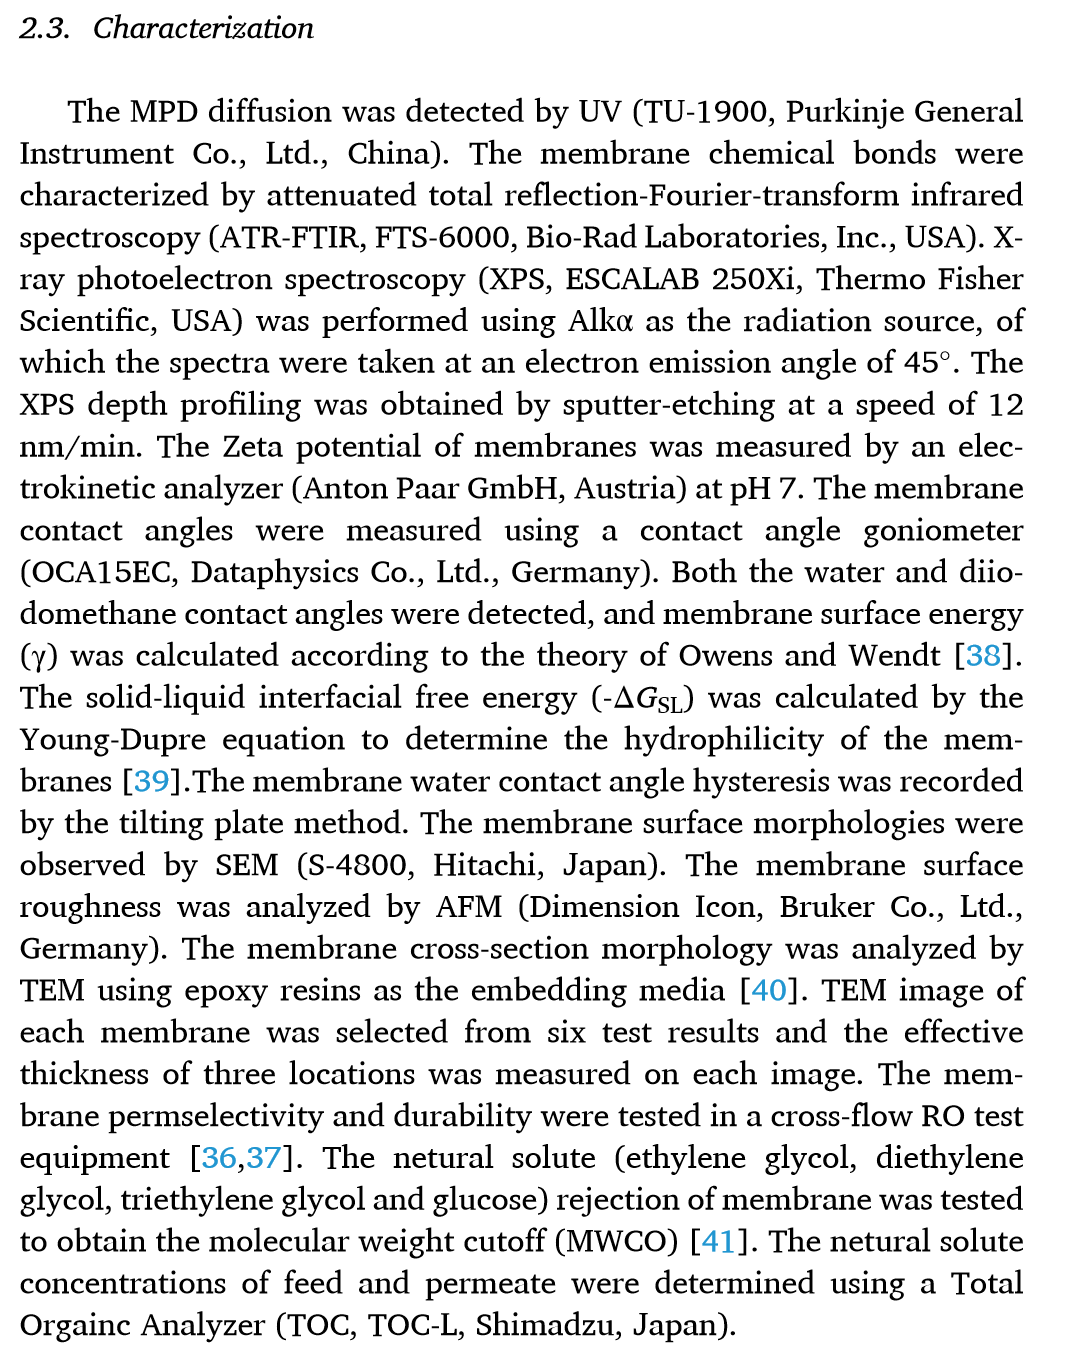 2.3. Characterization
The MPD diffusion was detected by UV (TU-1900, Purkinje General
Instrument Co., Ltd., China). The membrane chemical bonds were
characterized by attenuated total reflection-Fourier-transform infrared
spectroscopy (ATR-FTIR, FTS-6000, Bio-Rad Laboratories, Inc., USA). X-
ray photoelectron spectroscopy (XPS, ESCALAB 250Xi, Thermo Fisher
Scientific, USA) was performed using Alkα as the radiation source, of
which the spectra were taken at an electron emission angle of 45°. The
XPS depth profiling was obtained by sputter-etching at a speed of 12
nm/min. The Zeta potential of membranes was measured by an elec-
trokinetic analyzer (Anton Paar GmbH, Austria) at pH 7. The membrane
contact angles were measured using a contact angle goniometer
(OCA15EC, Dataphysics Co., Ltd., Germany). Both the water and diio-
domethane contact angles were detected, and membrane surface energy
(γ) was calculated according to the theory of Owens and Wendt [38].
The solid-liquid interfacial free energy (-ΔGSL) was calculated by the
Young-Dupre equation to determine the hydrophilicity of the mem-
branes [39].The membrane water contact angle hysteresis was recorded
by the tilting plate method. The membrane surface morphologies were
observed by SEM (S-4800, Hitachi, Japan). The membrane surface
roughness was analyzed by AFM (Dimension Icon, Bruker Co., Ltd.,
Germany). The membrane cross-section morphology was analyzed by
TEM using epoxy resins as the embedding media [40]. TEM image of
each membrane was selected from six test results and the effective
thickness of three locations was measured on each image. The mem-
brane permselectivity and durability were tested in a cross-flow RO test
equipment [36,37]. The netural solute (ethylene glycol, diethylene
glycol, triethylene glycol and glucose) rejection of membrane was tested
to obtain the molecular weight cutoff (MWCO) [41]. The netural solute
concentrations of feed and permeate were determined using a Total
Orgainc Analyzer (TOC, TOC-L, Shimadzu, Japan).